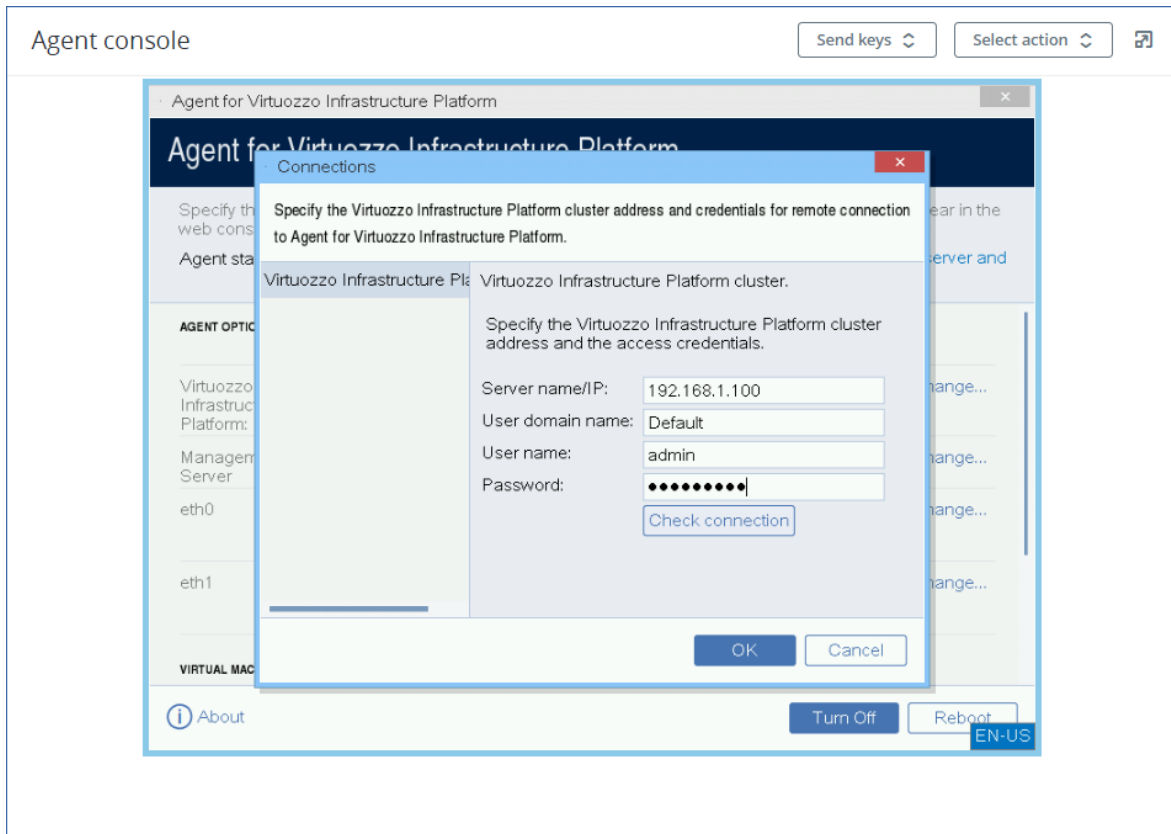 Agent console
Send keys
Select action
Agent for Virtuozzo Infrastructure Platform
Agent for Virtuozzo Infrastructure Platform
Connections
Specify th
ear in the
web cons
Agent sta
server and
Specify the Virtuozzo Infrastructure Platform cluster address and credentials for remote connection
to Agent for Virtuozzo Infrastructure Platform.
Virtuozzo Infrastructure Pla
Virtuozzo Infrastructure Platform cluster.
Specify the Virtuozzo Infrastructure Platform cluster
address and the access credentials.
AGENT OPTIO
Virtuozzo
Infrastruc
Platform:
hange...
Managem
Server
hange...
eth0
hange...
eth1
hange...
VIRTUAL MAC
Server name/IP: 192.168.1.100
User domain name: Default
User name: admin
Password: •••••••••
Check connection
OK
Cancel
About
Turn Off
Reboot
EN-US